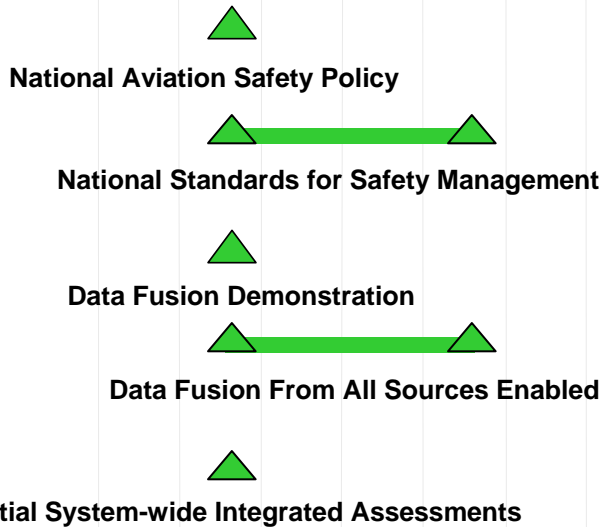 National Aviation Safety Policy
National Standards for Safety Management
Data Fusion Demonstration
Data Fusion From All Sources Enabled
System-wide Integrated Assessments